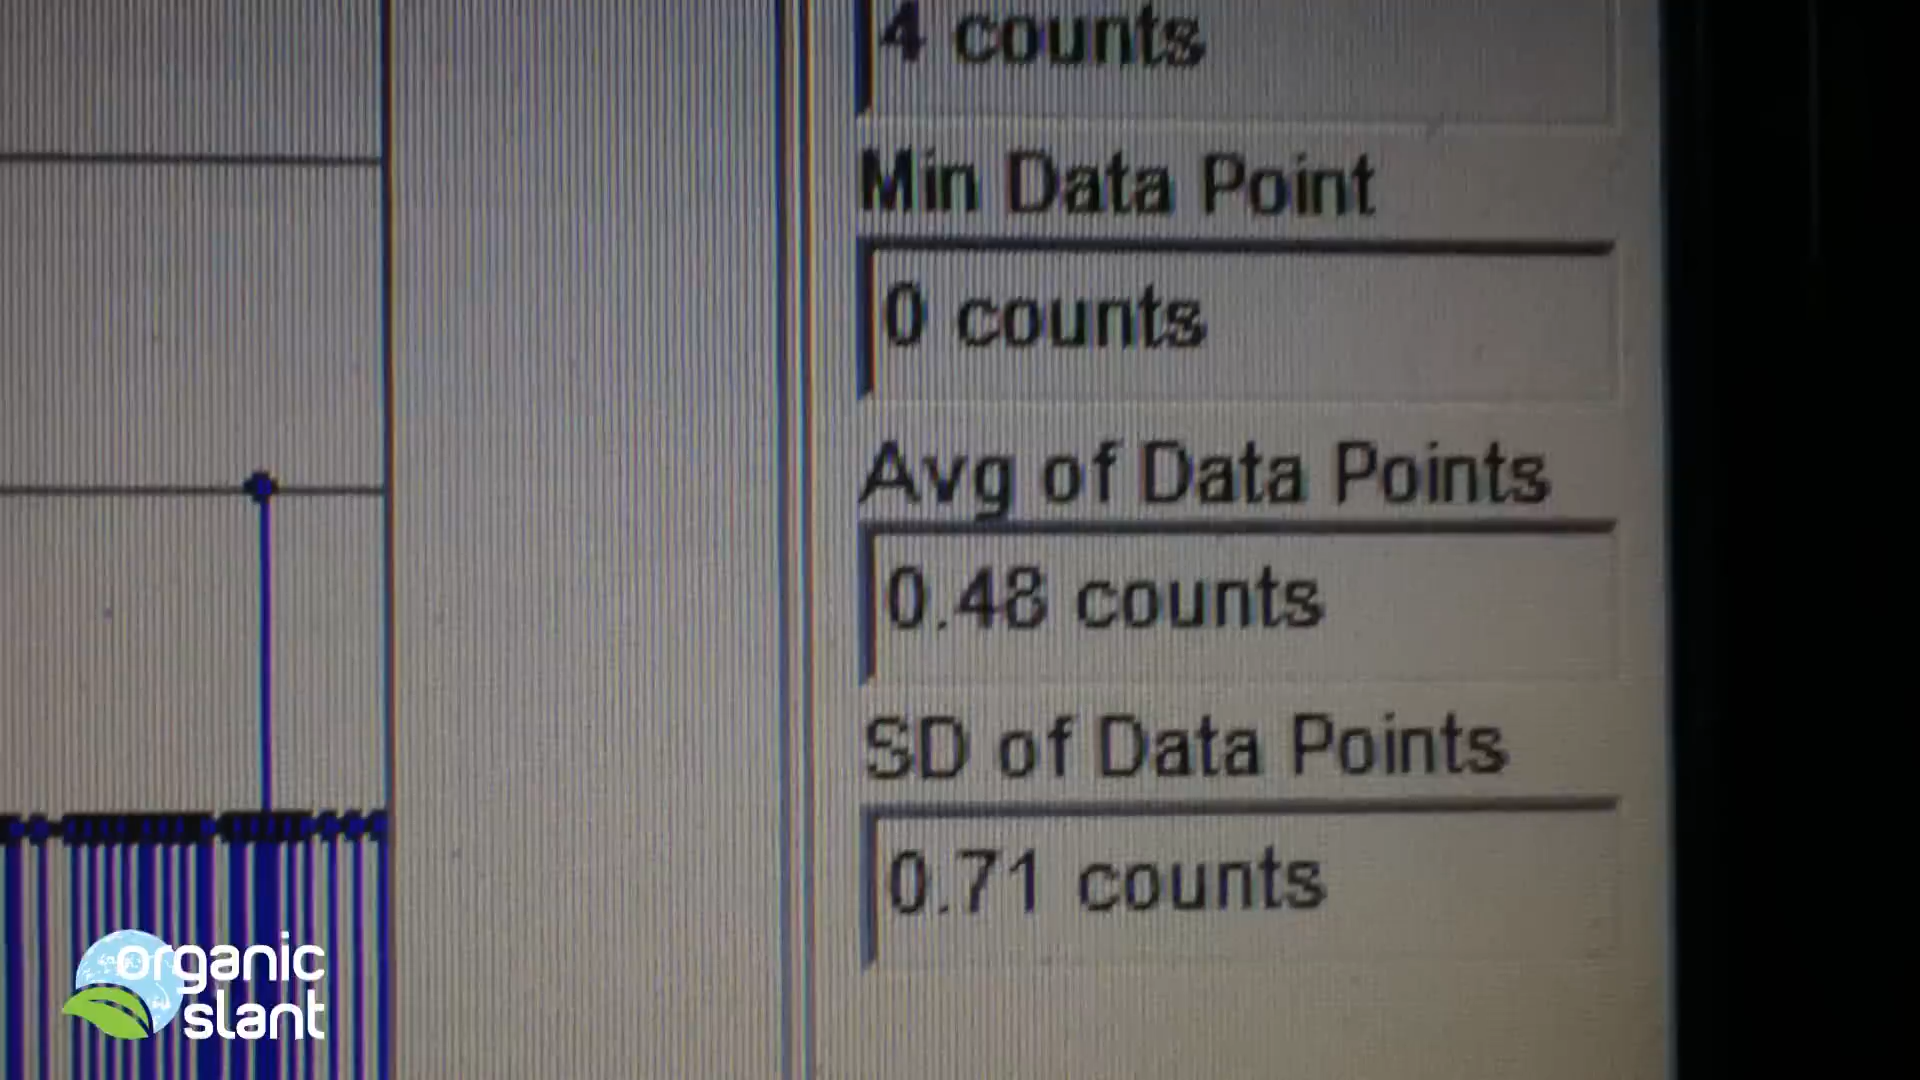 4 counts
Min Data Point
0 counts
Avg of Data Points
0.48 counts
SD of Data Points
0.71 counts
organic
slant